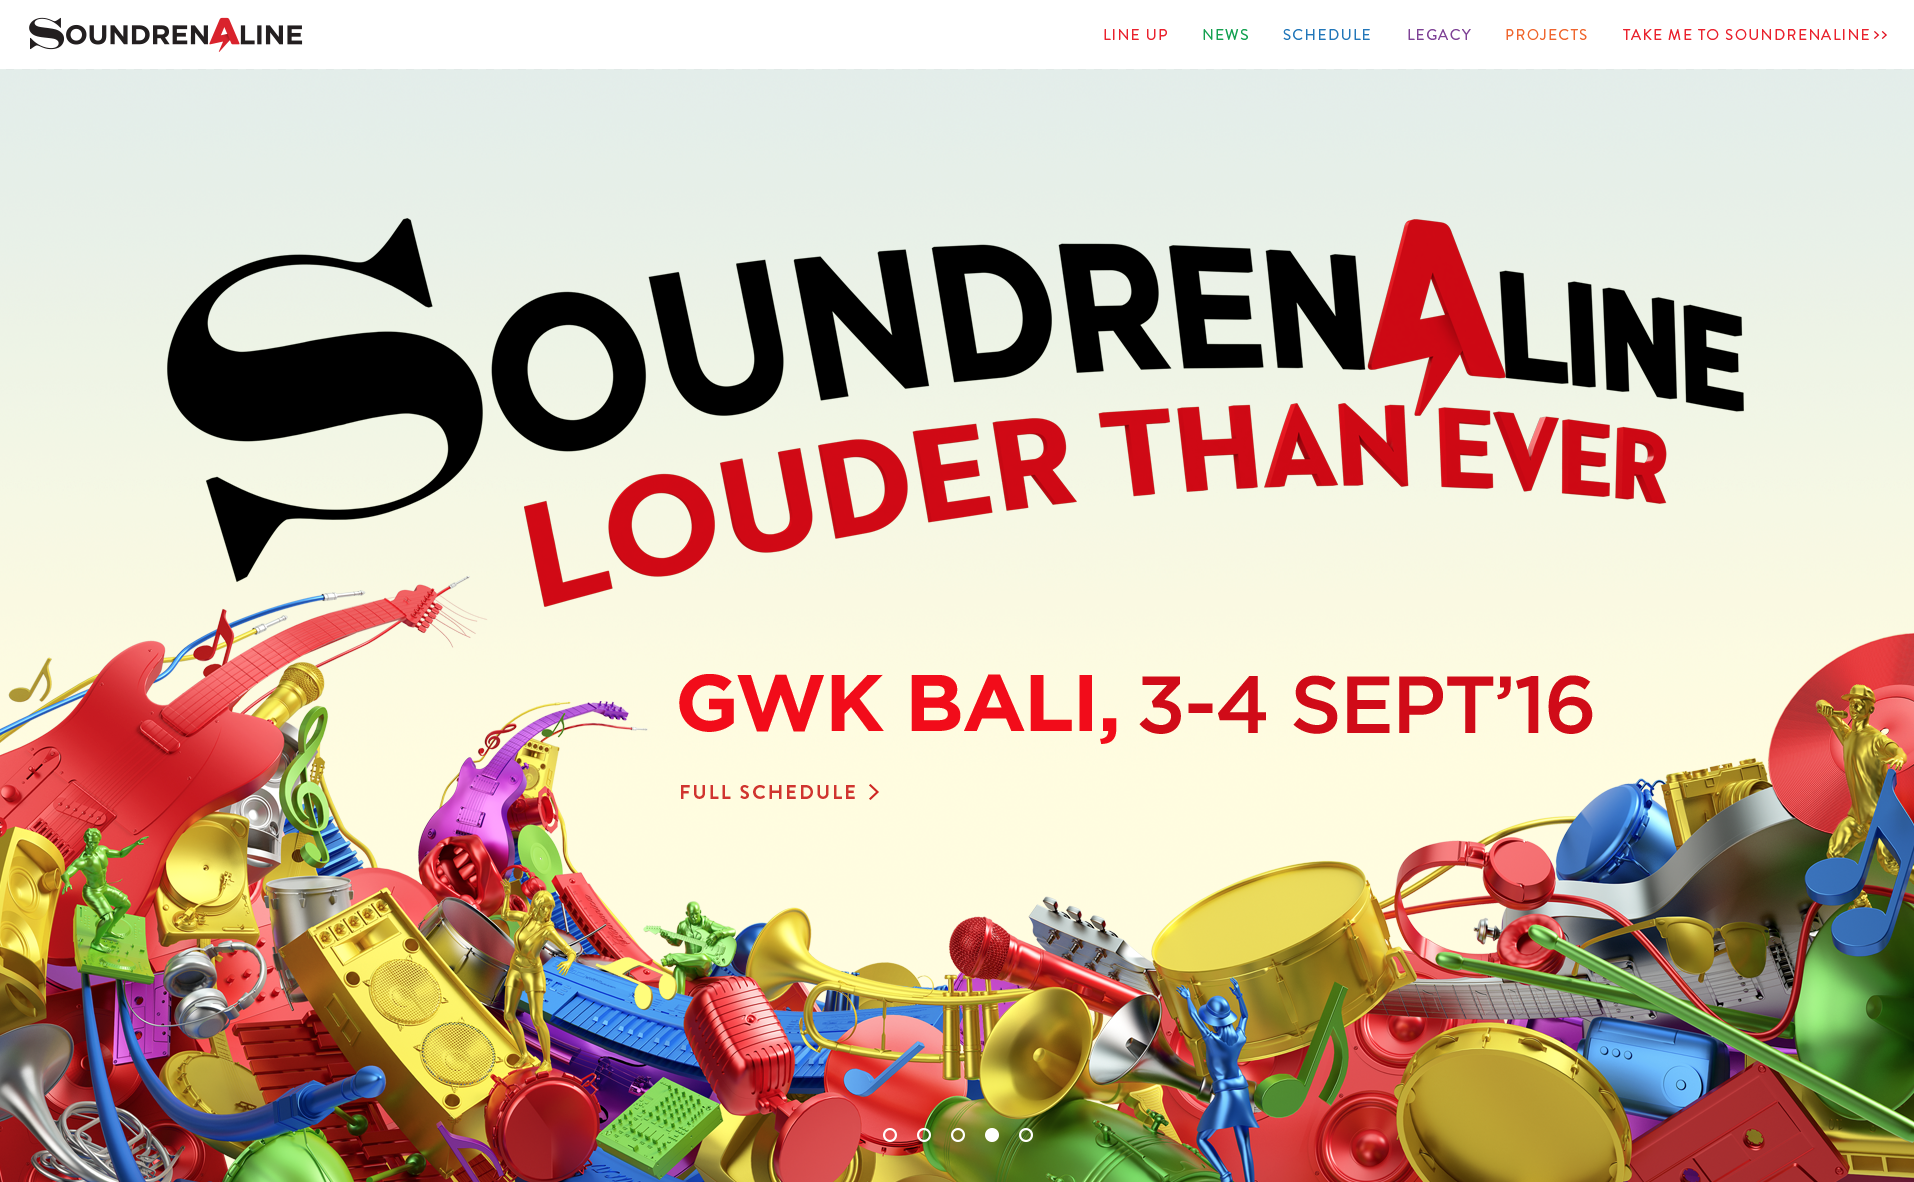 SOUNDRENALINE
LINE UP NEWS SCHEDULE LEGACY PROJECTS TAKE ME TO SOUNDRENALINE >>
SOUNDRENALINE
LOUDER THAN EVER
GWK BALI, 3-4 SEPT’16
FULL SCHEDULE >